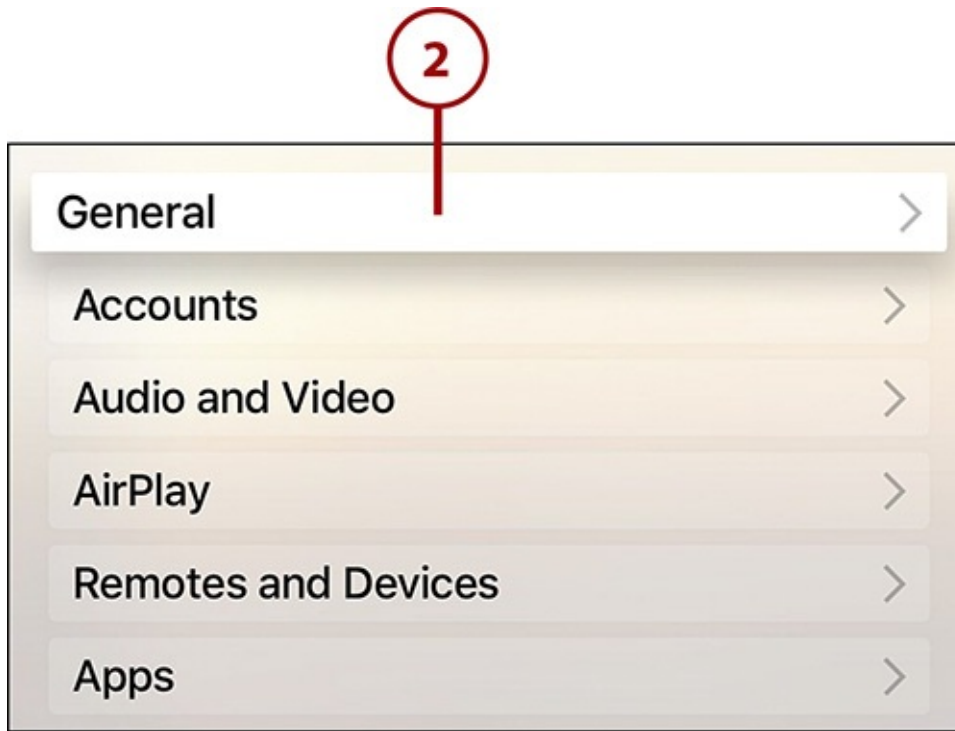 2
General
Accounts
Audio and Video
AirPlay
Remotes and Devices
Apps